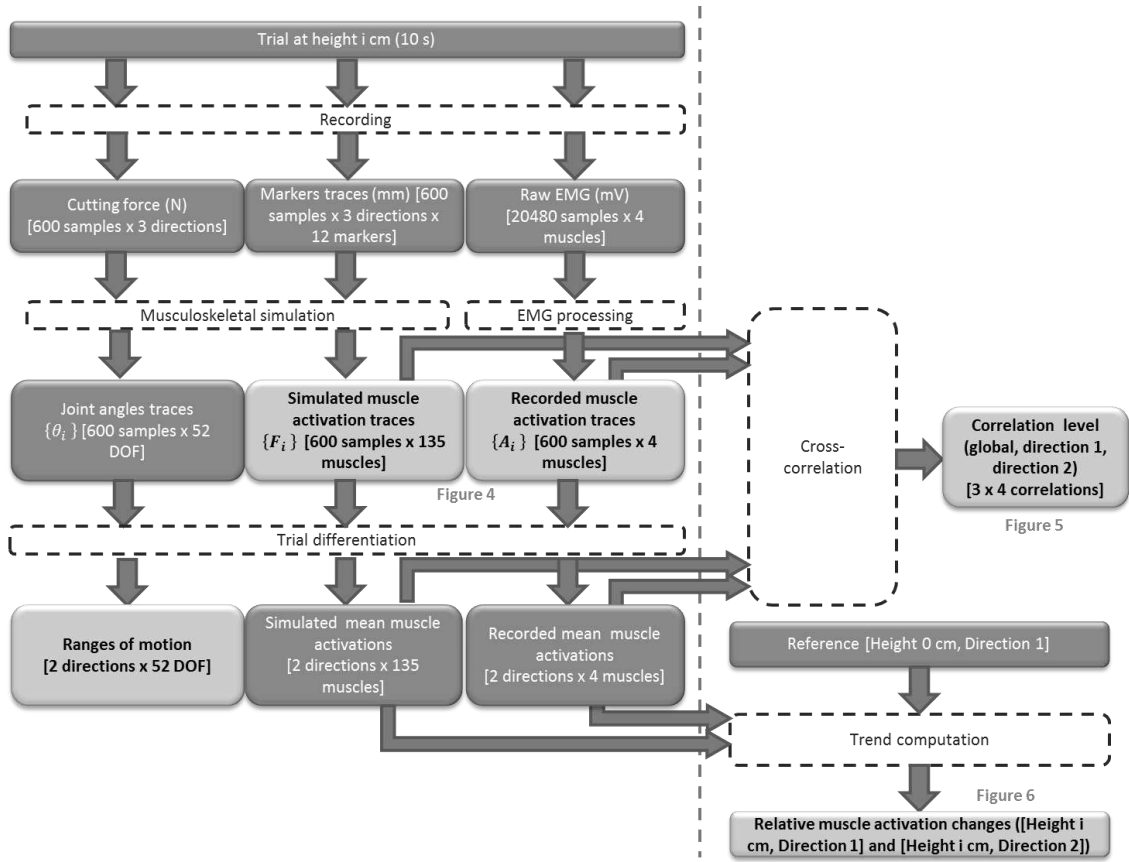 Trial at height i cm (10 s)
Recording
Cutting force (N)
[600 samples x 3 directions]
Markers traces (mm) [600
samples x 3 directions x
12 markers]
Raw EMG (mV)
[20480 samples x 4
muscles]
Musculoskeletal simulation
EMG processing
Joint angles traces
{θᵢ} [600 samples x 52
DOF]
Simulated muscle
activation traces
{Fᵢ} [600 samples x 135
muscles]
Recorded muscle
activation traces
{Aᵢ} [600 samples x 4
muscles]
Figure 4
Cross-
correlation
Correlation level
(global, direction 1,
direction 2)
[3 x 4 correlations]
Figure 5
Trial differentiation
Ranges of motion
[2 directions x 52 DOF]
Simulated mean muscle
activations
[2 directions x 135
muscles]
Recorded mean muscle
activations
[2 directions x 4 muscles]
Reference [Height 0 cm, Direction 1]
Trend computation
Figure 6
Relative muscle activation changes ([Height i
cm, Direction 1] and [Height i cm, Direction 2])